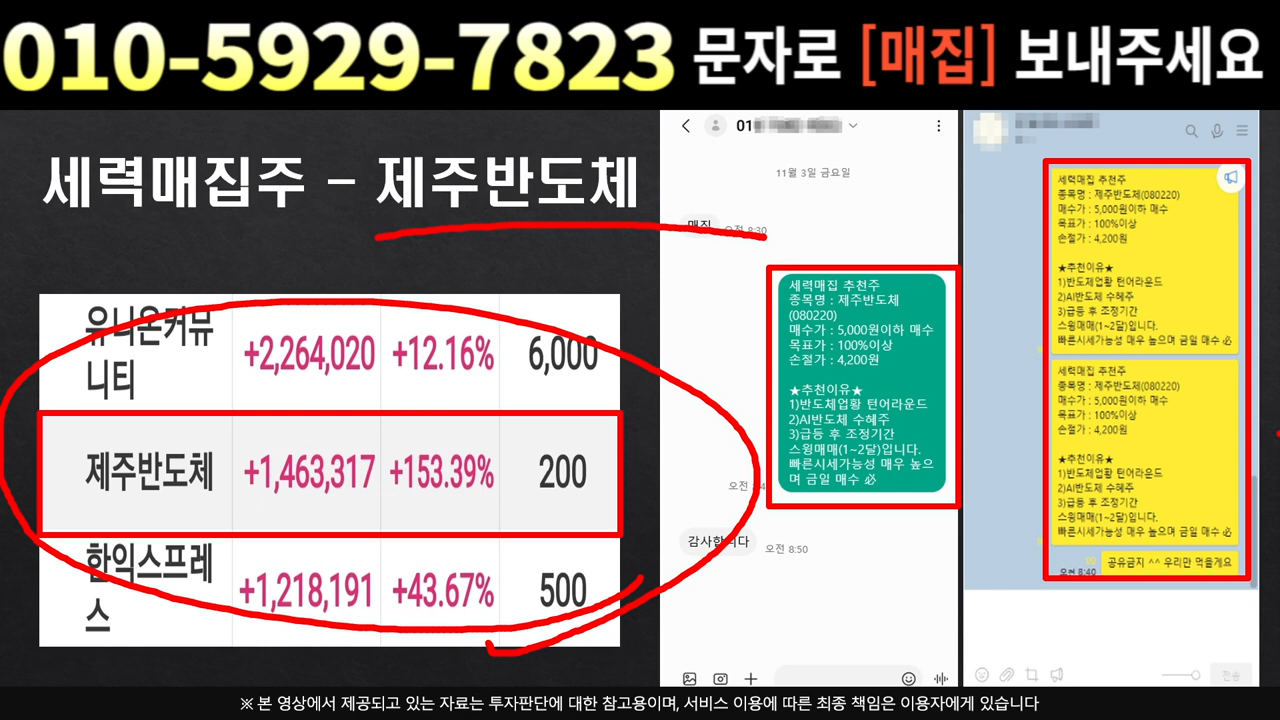 010-5929-7823 문자로 [매집] 보내주세요
세력매집주 - 제주반도체
유니온커뮤니티 +2,264,020 +12.16% 6,000
제주반도체 +1,463,317 +153.39% 200
한익스프레스 +1,218,191 +43.67% 500
01
11월 3일 금요일
매집
오전 8:30
세력매집 추천주
종목명 : 제주반도체
(080220)
매수가 : 5,000원이하 매수
목표가 : 100%이상
손절가 : 4,200원
★추천이유★
1)반도체업황 턴어라운드
2)AI반도체 수혜주
3)급등 후 조정기간
스윙매매(1~2달)입니다.
빠른시세가능성 매우 높으
며 금일 매수 必
오전
감사합니다
오전 8:50
세력매집 추천주
종목명 : 제주반도체(080220)
매수가 : 5,000원이하 매수
목표가 : 100%이상
손절가 : 4,200원
★추천이유★
1)반도체업황 턴어라운드
2)AI반도체 수혜주
3)급등 후 조정기간
스윙매매(1~2달)입니다.
빠른시세가능성 매우 높으며 금일 매수 必
세력매집 추천주
종목명 : 제주반도체(080220)
매수가 : 5,000원이하 매수
목표가 : 100%이상
손절가 : 4,200원
★추천이유★
1)반도체업황 턴어라운드
2)AI반도체 수혜주
3)급등 후 조정기간
스윙매매(1~2달)입니다.
빠른시세가능성 매우 높으며 금일 매수 必
오전 8:40
공유금지 ^^ 우리만 먹을게요
전송
※ 본 영상에서 제공되고 있는 자료는 투자판단에 대한 참고용이며, 서비스 이용에 따른 최종 책임은 이용자에게 있습니다